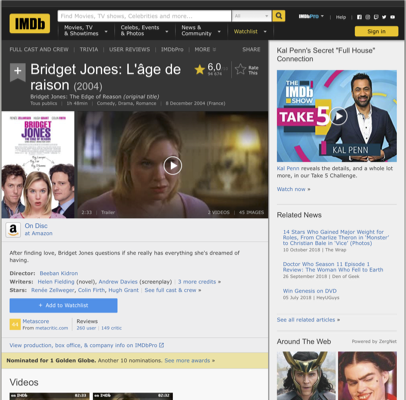 IMDb
Find Movies, TV shows, Celebrities and more...
All
Movies, TV
& Showtimes
Celebs, Events
& Photos
News &
Community
Watchlist
IMDbPro
Help
Sign in
FULL CAST AND CREW | TRIVIA | USER REVIEWS | IMDbPro | MORE
SHARE
Bridget Jones: L'âge de
raison (2004)
6,0
Rate
This
Bridget Jones: The Edge of Reason (original title)
Tous publics | 1h 48min | Comedy, Drama, Romance | 8 December 2004 (France)
BRIDGET
JONES
THE EDGE OF REASON
2:33 | Trailer
2 VIDEOS | 45 IMAGES
a
On Disc
at Amazon
After finding love, Bridget Jones questions if she really has everything she's dreamed of
having.
Director: Beeban Kidron
Writers: Helen Fielding (novel), Andrew Davies (screenplay) | 3 more credits »
Stars: Renée Zellweger, Colin Firth, Hugh Grant | See full cast & crew »
+ Add to Watchlist
Metascore
From metacritic.com
Reviews
260 user | 149 critic
View production, box office, & company info on IMDbPro
Nominated for 1 Golden Globe. Another 10 nominations. See more awards »
Videos
Kal Penn's Secret "Full House"
Connection
THE
IMDb
SHOW
TAKE 5
KAL PENN
Kal Penn reveals the details, and a whole lot
more, in our Take 5 Challenge.
Watch now »
Related News
14 Stars Who Gained Major Weight for
Roles, From Charlize Theron in 'Monster'
to Christian Bale in 'Vice' (Photos)
10 October 2018 | The Wrap
Doctor Who Season 11 Episode 1
Review: The Woman Who Fell to Earth
26 September 2018 | Den of Geek
Win Genesis on DVD
05 July 2018 | HeyUGuys
See all related articles »
Around The Web
Powered by ZergNet